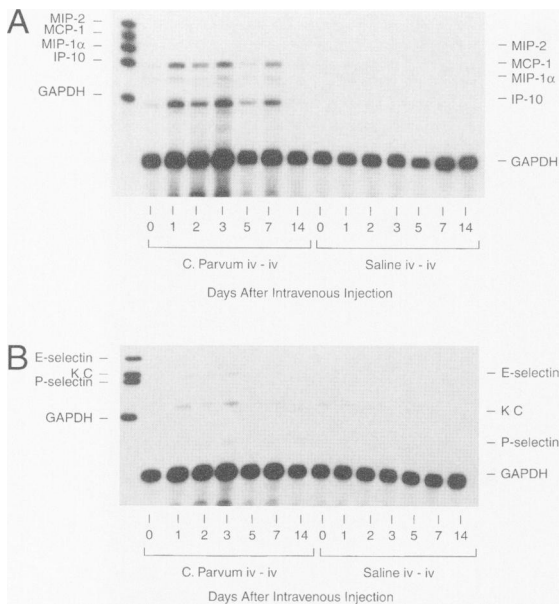 A
MIP-2 –
MCP-1 –
MIP-1α –
IP-10 –
GAPDH –
– MIP-2
– MCP-1
– MIP-1α
– IP-10
– GAPDH
0 1 2 3 5 7 14 0 1 2 3 5 7 14
C. Parvum iv - iv Saline iv - iv
Days After Intravenous Injection
B
E-selectin –
K C –
P-selectin –
GAPDH –
– E-selectin
– K C
– P-selectin
– GAPDH
0 1 2 3 5 7 14 0 1 2 3 5 7 14
C. Parvum iv - iv Saline iv - iv
Days After Intravenous Injection